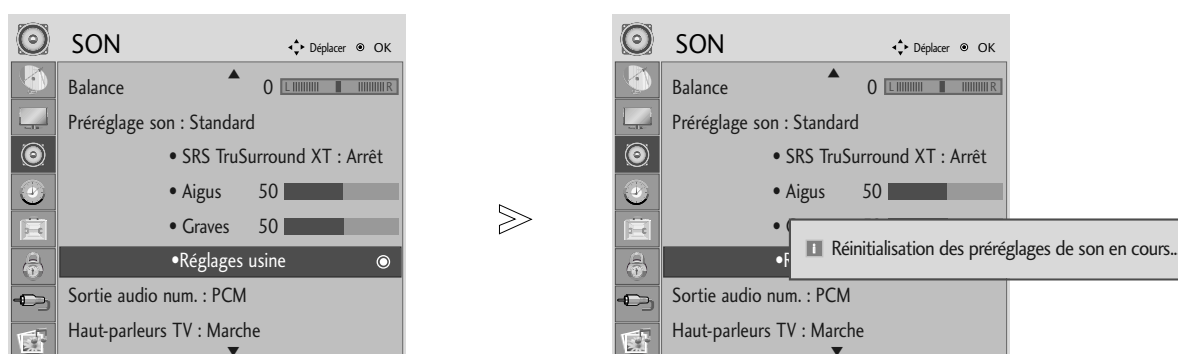 SON
Déplacer OK
Balance 0 L R
Préréglage son : Standard
• SRS TruSurround XT : Arrêt
• Aigus 50
• Graves 50
•Réglages usine
Sortie audio num. : PCM
Haut-parleurs TV : Marche
SON
Déplacer OK
Balance 0 L R
Préréglage son : Standard
• SRS TruSurround XT : Arrêt
• Aigus 50
Réinitialisation des préréglages de son en cours...
Sortie audio num. : PCM
Haut-parleurs TV : Marche